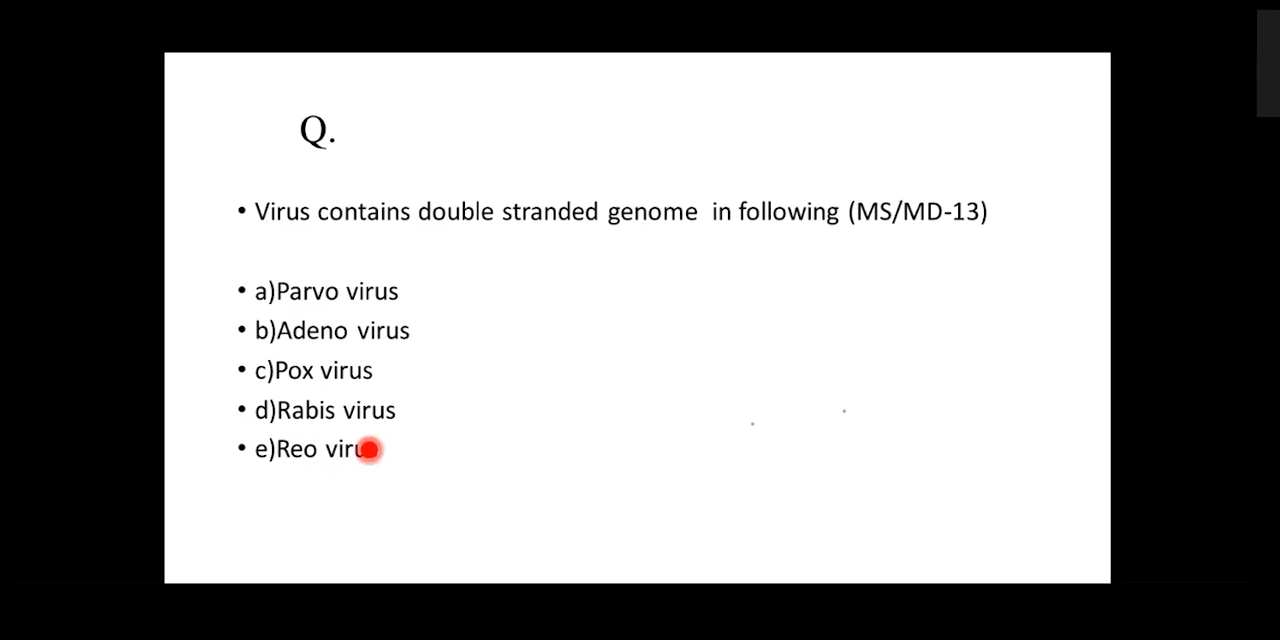 Q.
• Virus contains double stranded genome in following (MS/MD-13)
• a)Parvo virus
• b)Adeno virus
• c)Pox virus
• d)Rabis virus
• e)Reo virus